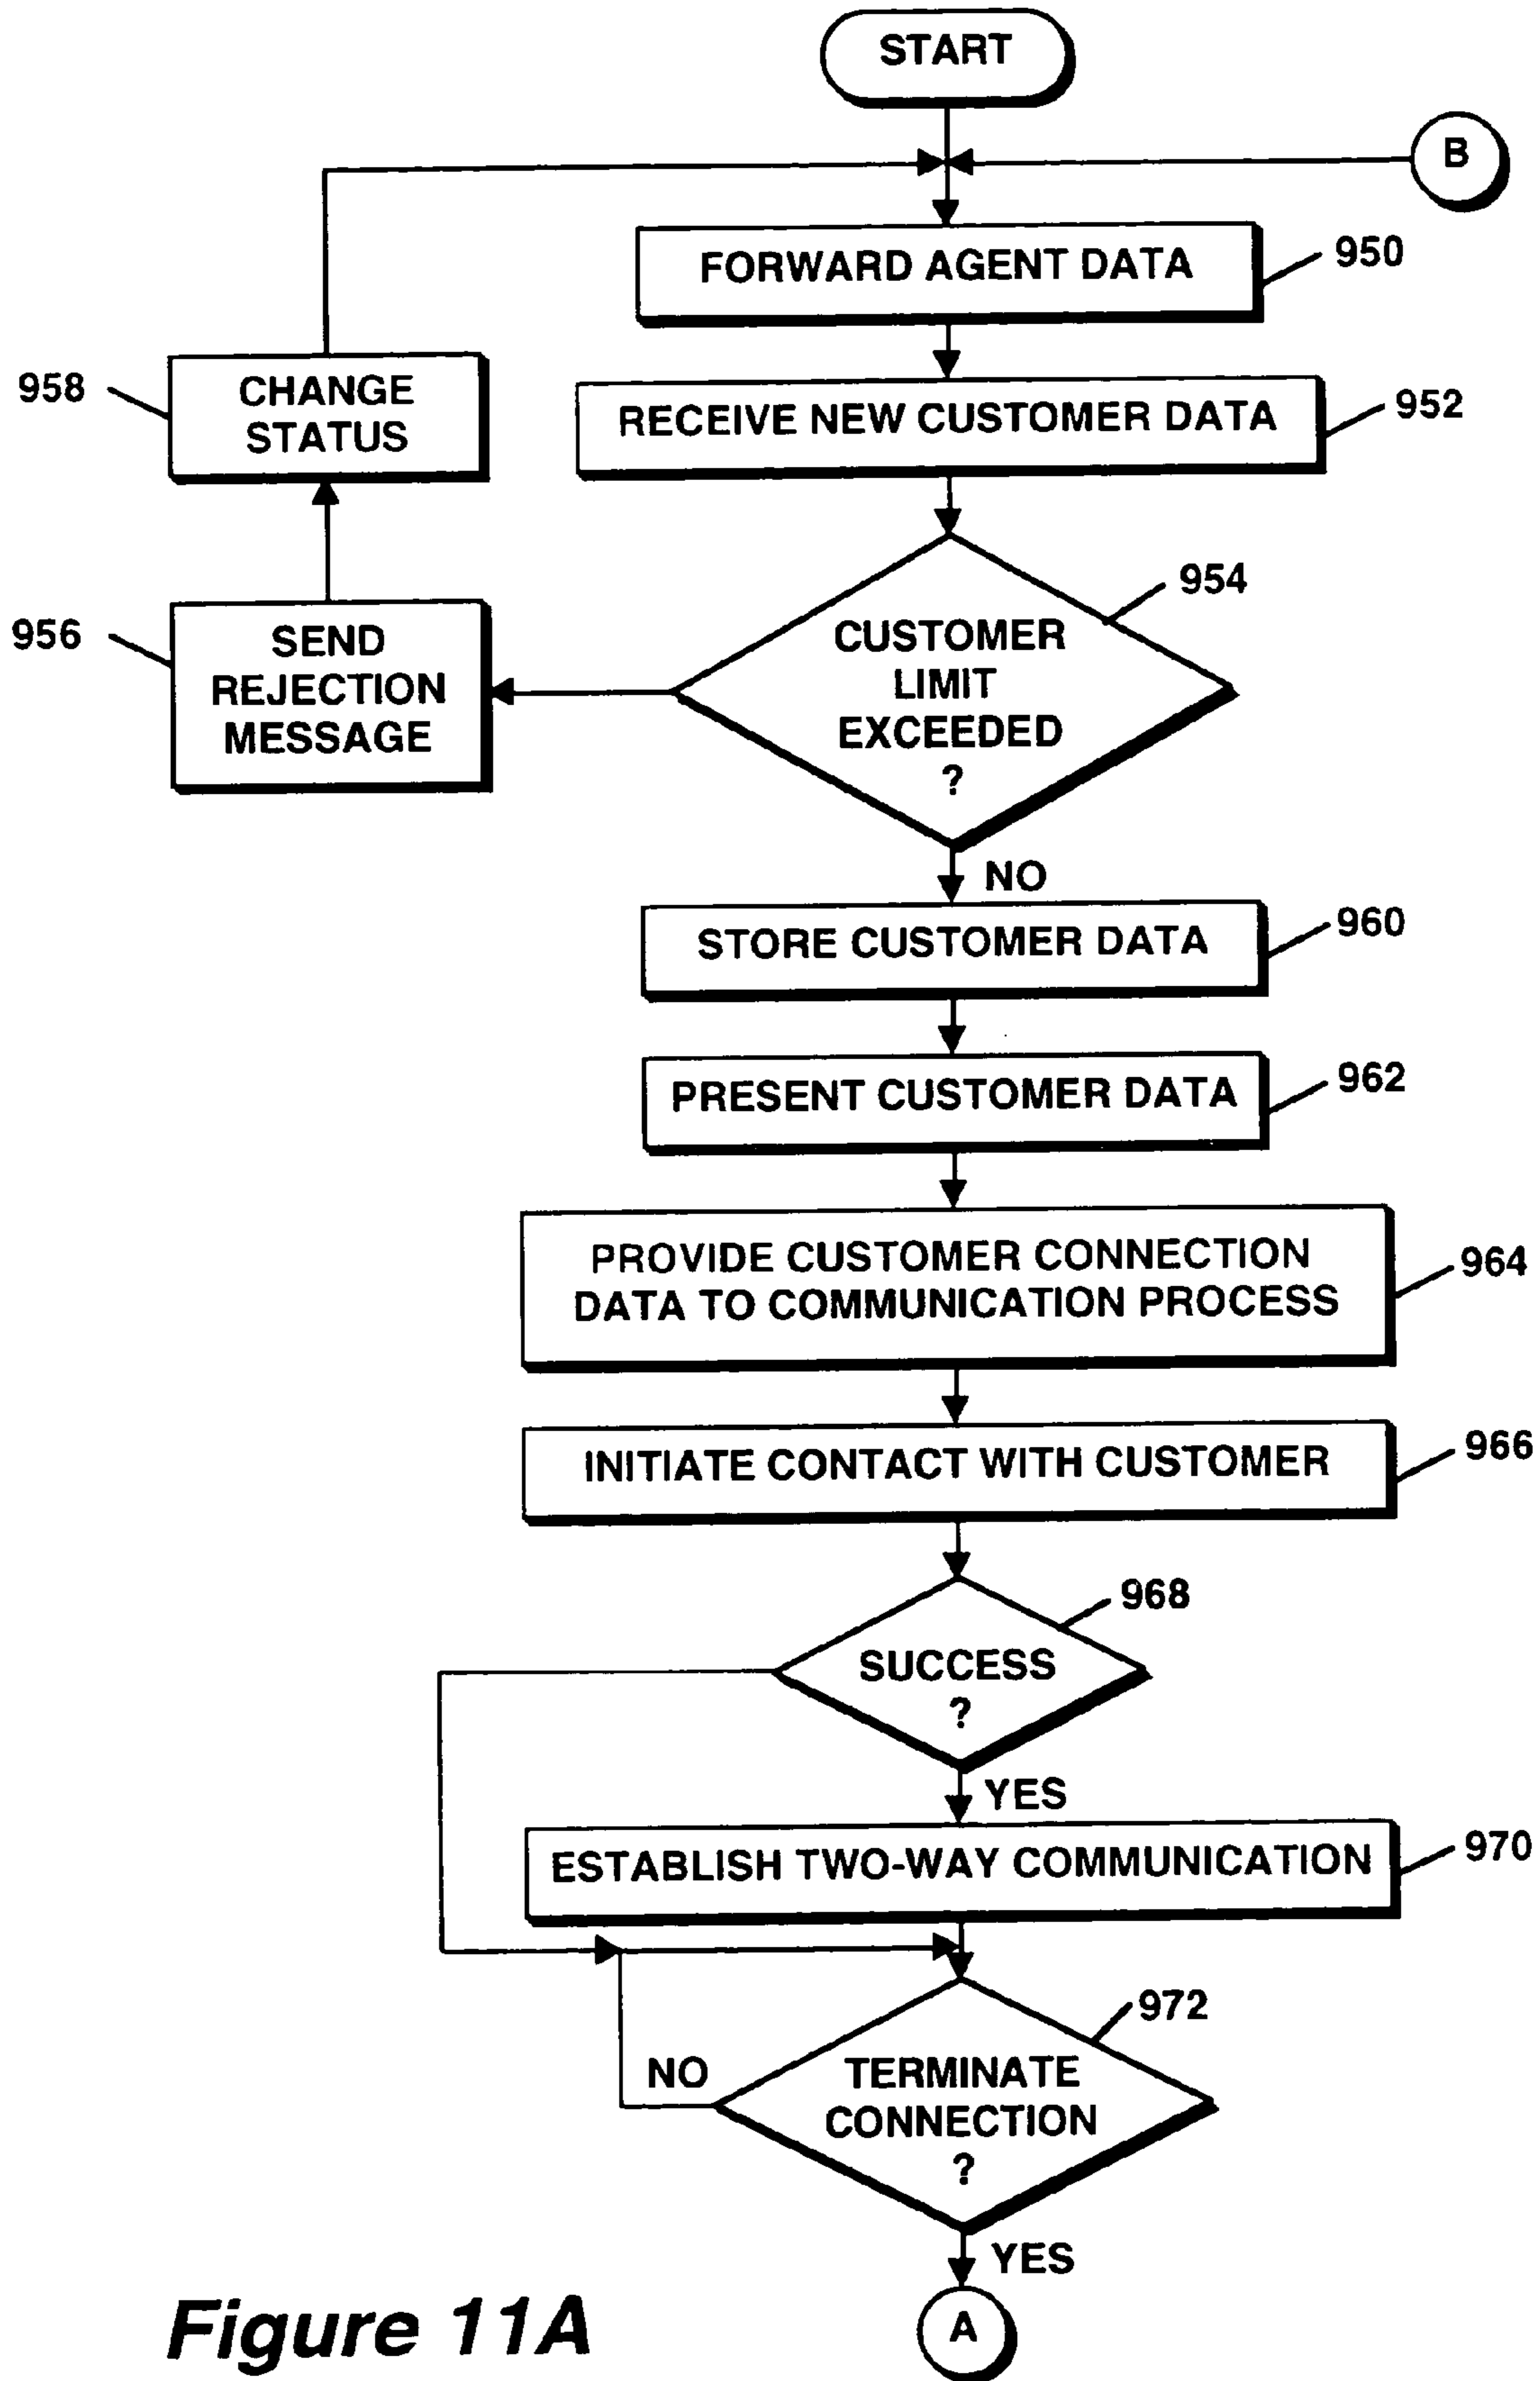 START
B
FORWARD AGENT DATA
950
958
CHANGE
STATUS
RECEIVE NEW CUSTOMER DATA
952
954
956
SEND
REJECTION
MESSAGE
CUSTOMER
LIMIT
EXCEEDED
?
NO
STORE CUSTOMER DATA
960
PRESENT CUSTOMER DATA
962
PROVIDE CUSTOMER CONNECTION
DATA TO COMMUNICATION PROCESS
964
INITIATE CONTACT WITH CUSTOMER
966
968
SUCCESS
?
YES
ESTABLISH TWO-WAY COMMUNICATION
970
972
NO
TERMINATE
CONNECTION
?
YES
A
Figure 11A